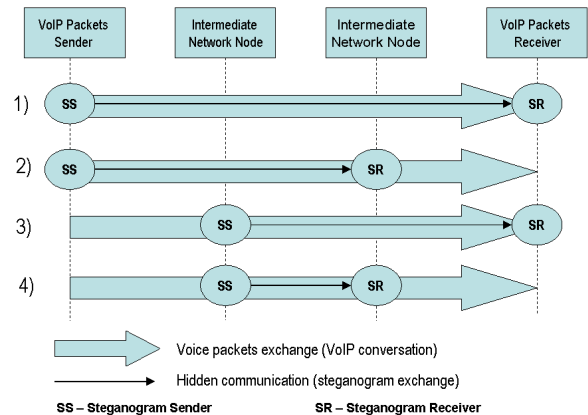 VoIP Packets Sender
Intermediate Network Node
Intermediate Network Node
VoIP Packets Receiver
1)
SS
SR
2)
SS
SR
3)
SS
SR
4)
SS
SR
Voice packets exchange (VoIP conversation)
Hidden communication (steganogram exchange)
SS – Steganogram Sender
SR – Steganogram Receiver